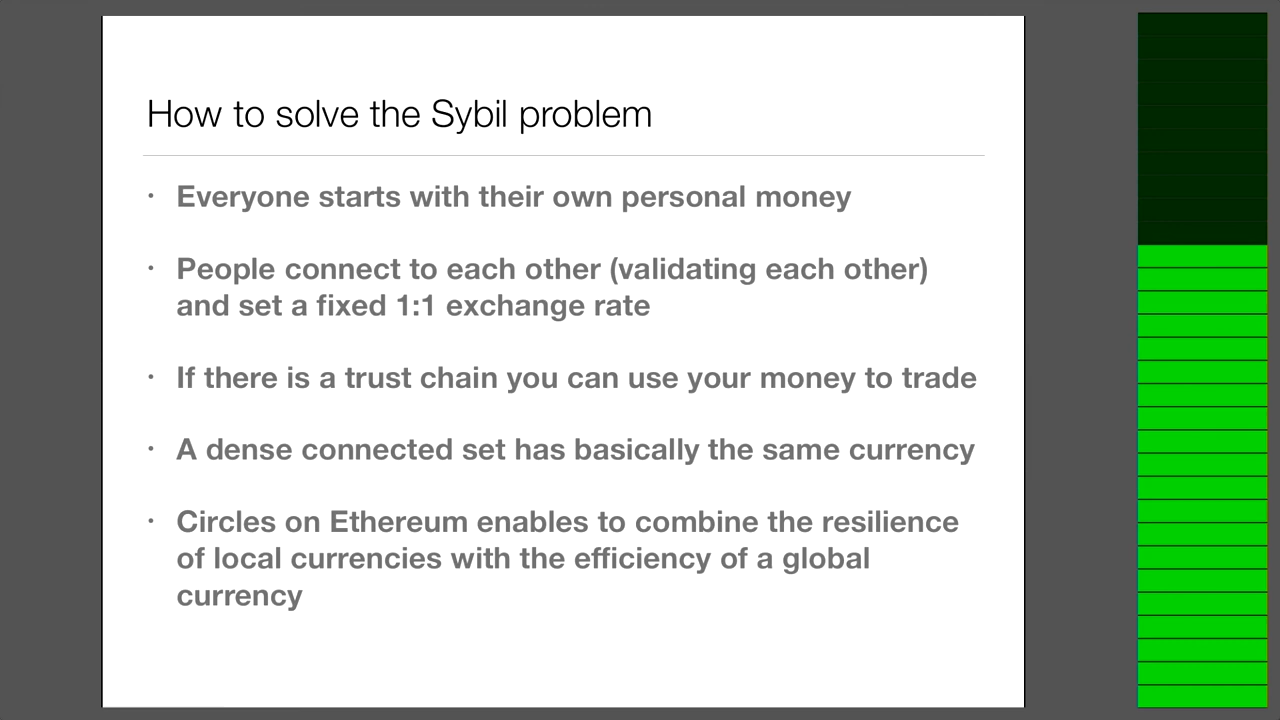 How to solve the Sybil problem
• Everyone starts with their own personal money
• People connect to each other (validating each other)
and set a fixed 1:1 exchange rate
• If there is a trust chain you can use your money to trade
• A dense connected set has basically the same currency
• Circles on Ethereum enables to combine the resilience
of local currencies with the efficiency of a global
currency